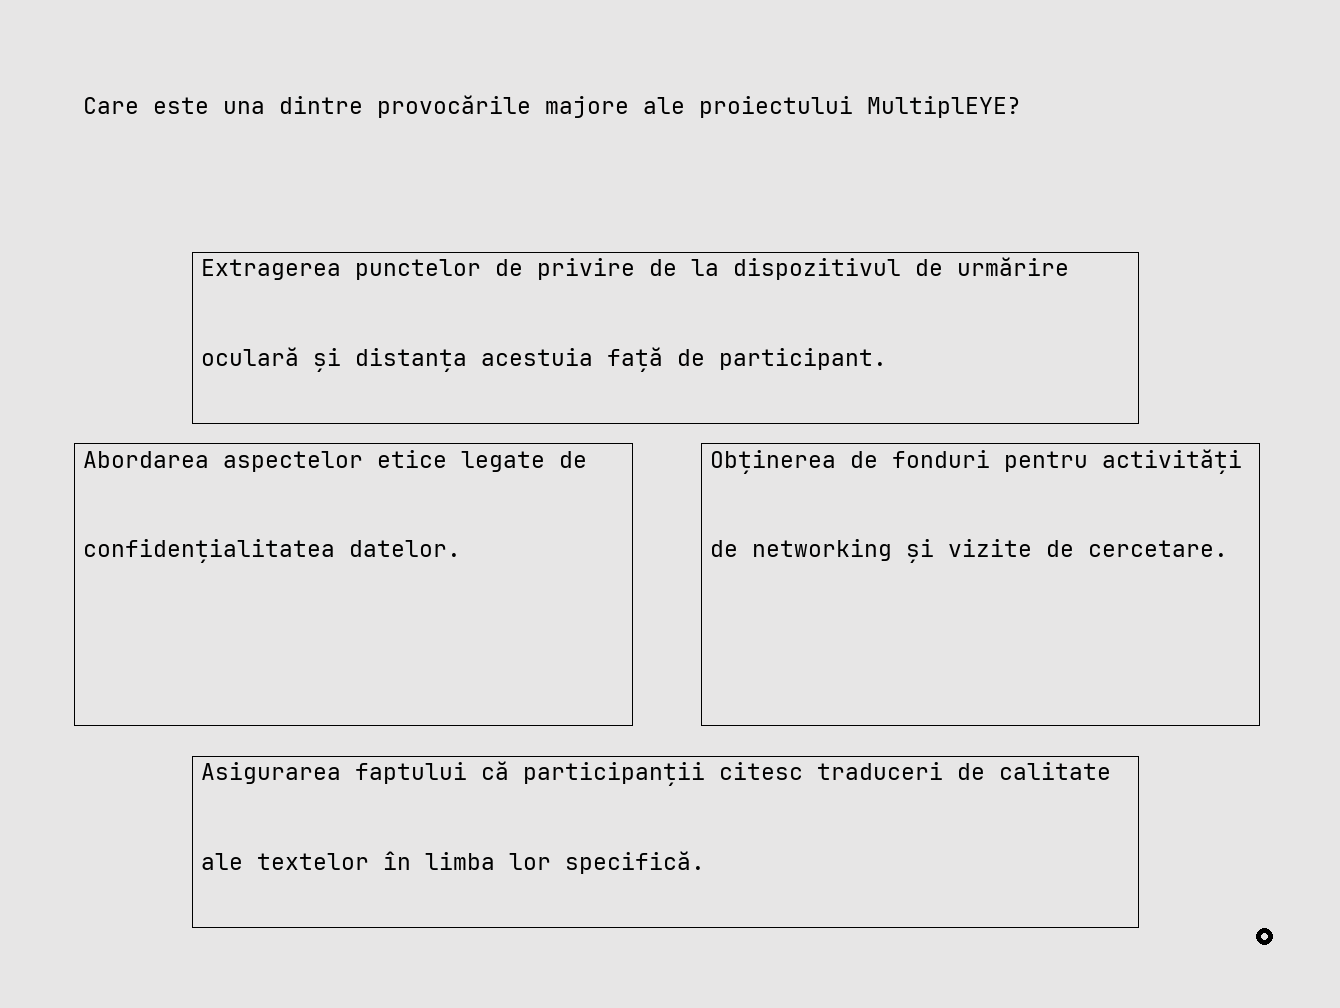 Care este una dintre provocările majore ale proiectului MultiplEYE?
Extragerea punctelor de privire de la dispozitivul de urmărire
oculară și distanța acestuia față de participant.
Abordarea aspectelor etice legate de
confidențialitatea datelor.
Obținerea de fonduri pentru activități
de networking și vizite de cercetare.
Asigurarea faptului că participanții citesc traduceri de calitate
ale textelor în limba lor specifică.